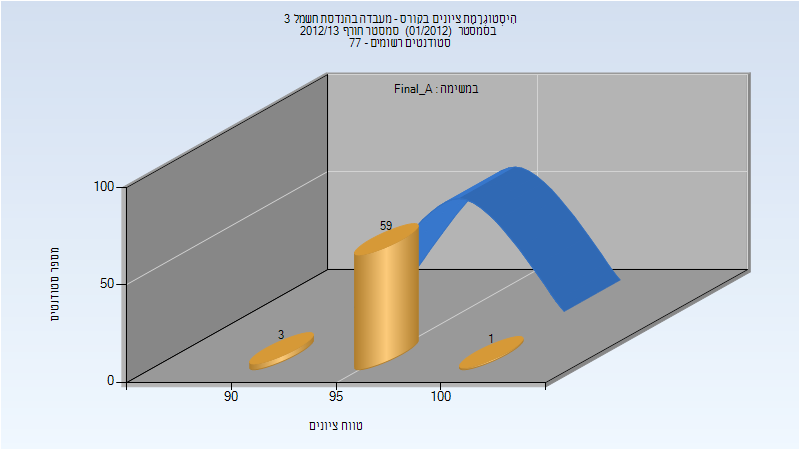 היסטוגרמת ציונים בקורס - מעבדה בהנדסת חשמל 3
בסמסטר (01/2012) סמסטר חורף 2012/13
סטודנטים רשומים - 77
במשימה : Final_A
100
50
0
מספר סטודנטים
59
3
1
90
95
100
טווח ציונים